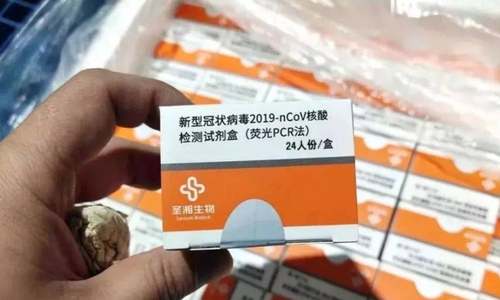 新型冠状病毒2019-nCoV核酸
检测试剂盒（荧光PCR法）
24人份/盒
圣湘生物
Sansure Biotech